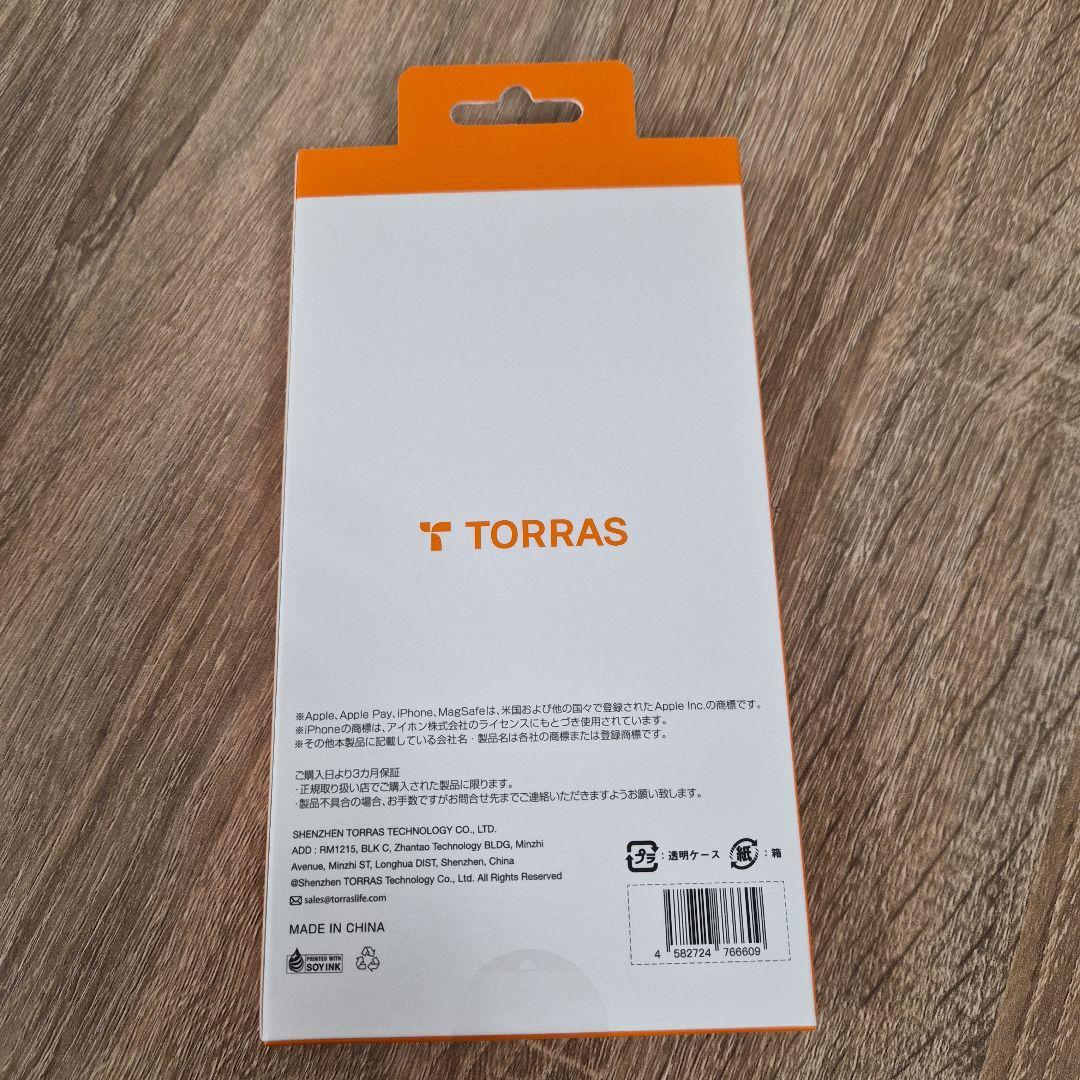 TORRAS
※Apple、Apple Pay、iPhone、MagSafeは、米国および他の国々で登録されたApple Inc.の商標です。
※iPhoneの商標は、アイホン株式会社のライセンスにもとづき使用されています。
※その他本製品に記載している会社名・製品名は各社の商標または登録商標です。
ご購入日より3カ月保証
・正規取り扱い店でご購入された製品に限ります。
・製品不具合の場合、お手数ですがお問合せ先までご連絡いただきますようお願い致します。
SHENZHEN TORRAS TECHNOLOGY CO., LTD.
ADD : RM1215, BLK C, Zhantao Technology BLDG, Minzhi
Avenue, Minzhi ST, Longhua DIST, Shenzhen, China
@Shenzhen TORRAS Technology Co., Ltd. All Rights Reserved
sales@torraslife.com
MADE IN CHINA
PRINTED WITH
SOY INK
プラ : 透明ケース 紙 : 箱
4 582724 766609